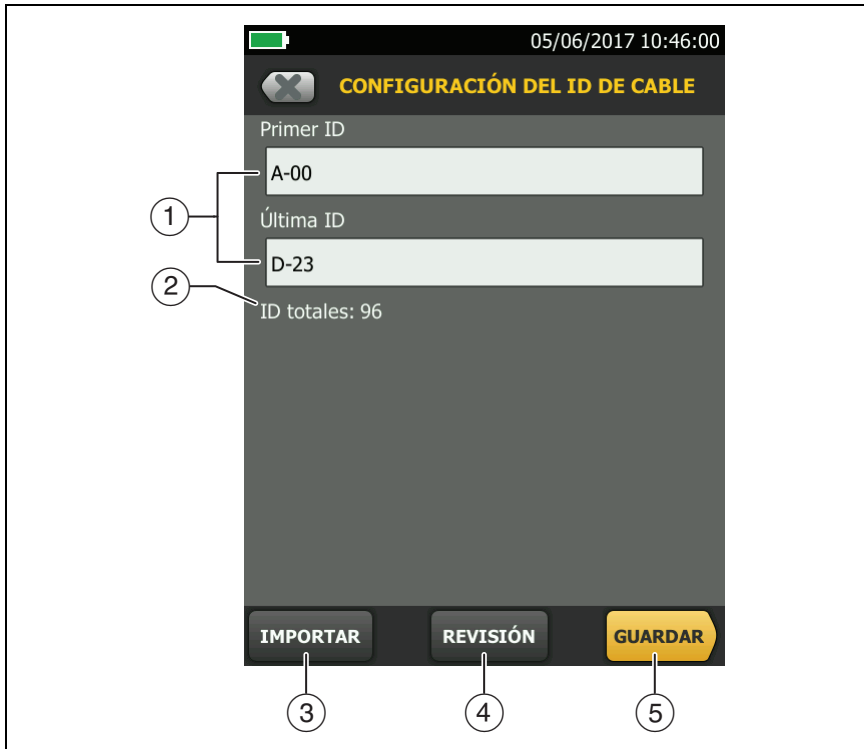 05/06/2017 10:46:00
CONFIGURACIÓN DEL ID DE CABLE
Primer ID
A-00
1
Última ID
D-23
2
ID totales: 96
IMPORTAR REVISIÓN GUARDAR
3 4 5